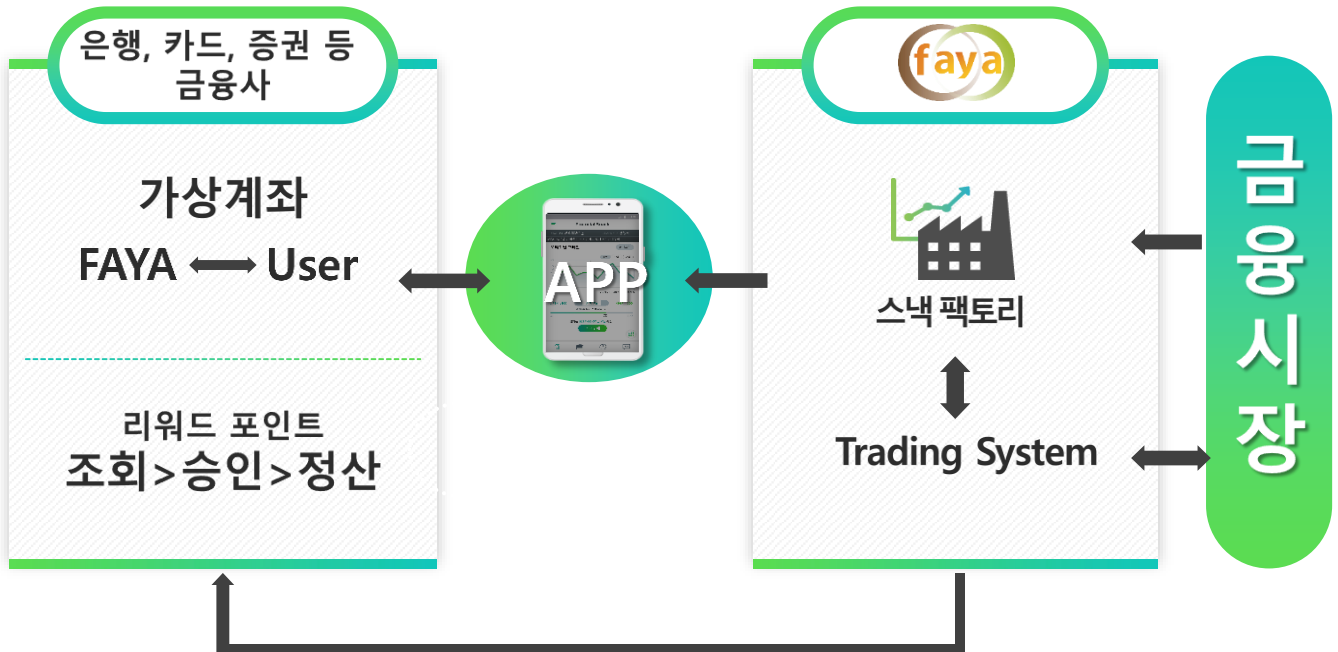 은행, 카드, 증권 등
금융사
가상계좌
FAYA User
리워드 포인트
조회>승인>정산
APP
faya
스낵 팩토리
Trading System
금융시장